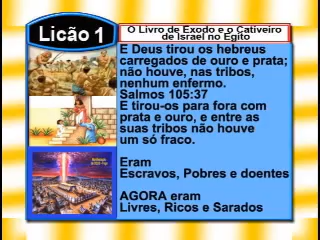 Licão 1
O Livro de Exodo e o Cativeiro
de Israel no Egito
E Deus tirou os hebreus
carregados de ouro e prata;
não houve, nas tribos,
nenhum enfermo.
Salmos 105:37
E tirou-os para fora com
prata e ouro, e entre as
suas tribos não houve
um só fraco.
Eram
Escravos, Pobres e doentes
AGORA eram
Livres, Ricos e Sarados